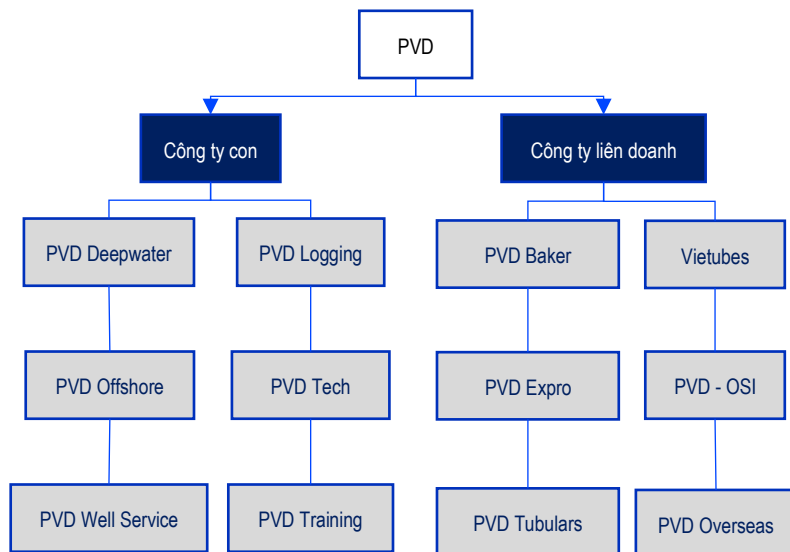 PVD
Công ty con
Công ty liên doanh
PVD Deepwater
PVD Logging
PVD Baker
Vietubes
PVD Offshore
PVD Tech
PVD Expro
PVD - OSI
PVD Well Service
PVD Training
PVD Tubulars
PVD Overseas